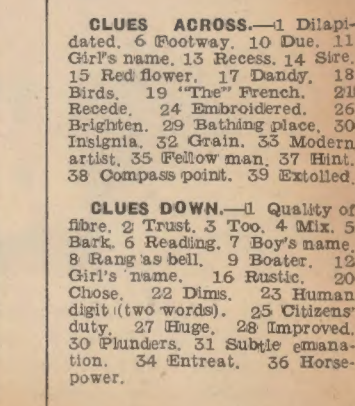 CLUES ACROSS.—1 Dilapi-
dated. 6 Footway. 10 Due. 11
Girl's name. 13 Recess. 14 Sire.
15 Red flower. 17 Dandy. 18
Birds. 19 "The" French. 21
Recede. 24 Embroidered. 26
Brighten. 29 Bathing place. 30
Insignia. 32 Grain. 33 Modern
artist. 35 Fellow man. 37 Hint.
38 Compass point. 39 Extolled.
CLUES DOWN.—1 Quality of
fibre. 2 Trust. 3 Too. 4 Mix. 5
Bark. 6 Reading. 7 Boy's name.
8 Rang as bell. 9 Boater. 12
Girl's name. 16 Rustic. 20
Chose. 22 Dims. 23 Human
digit (two words). 25 Citizens'
duty. 27 Huge. 28 Improved.
30 Plunders. 31 Subtle emana-
tion. 34 Entreat. 36 Horse-
power.